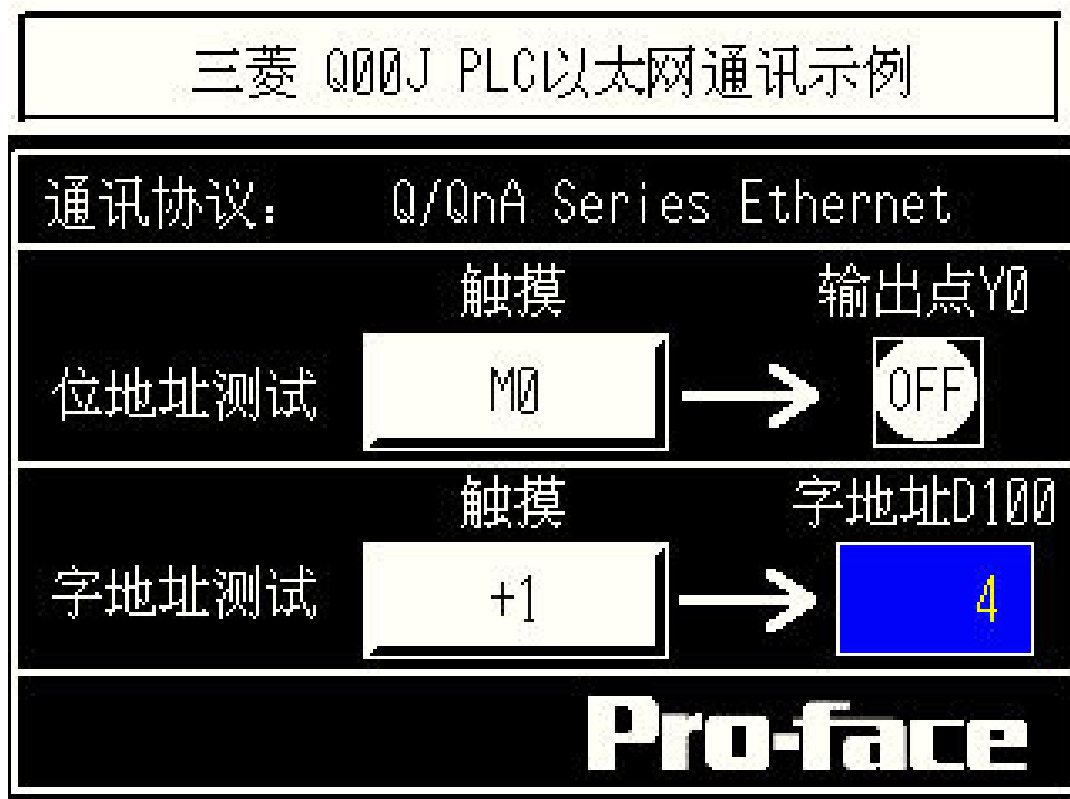 三菱 Q00J PLC以太网通讯示例
通讯协议: Q/QnA Series Ethernet
触摸 输出点Y0
位地址测试 M0 OFF
触摸 字地址D100
字地址测试 +1 4
Pro-face